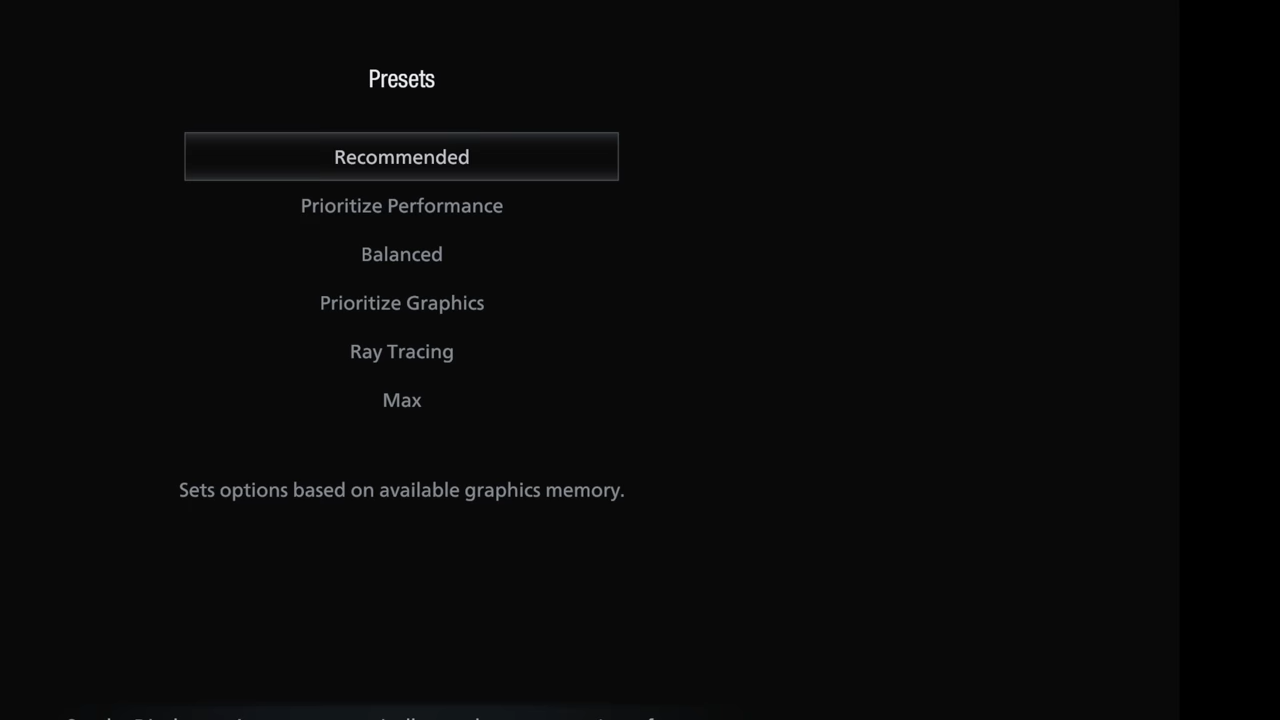 Presets
Recommended
Prioritize Performance
Balanced
Prioritize Graphics
Ray Tracing
Max
Sets options based on available graphics memory.